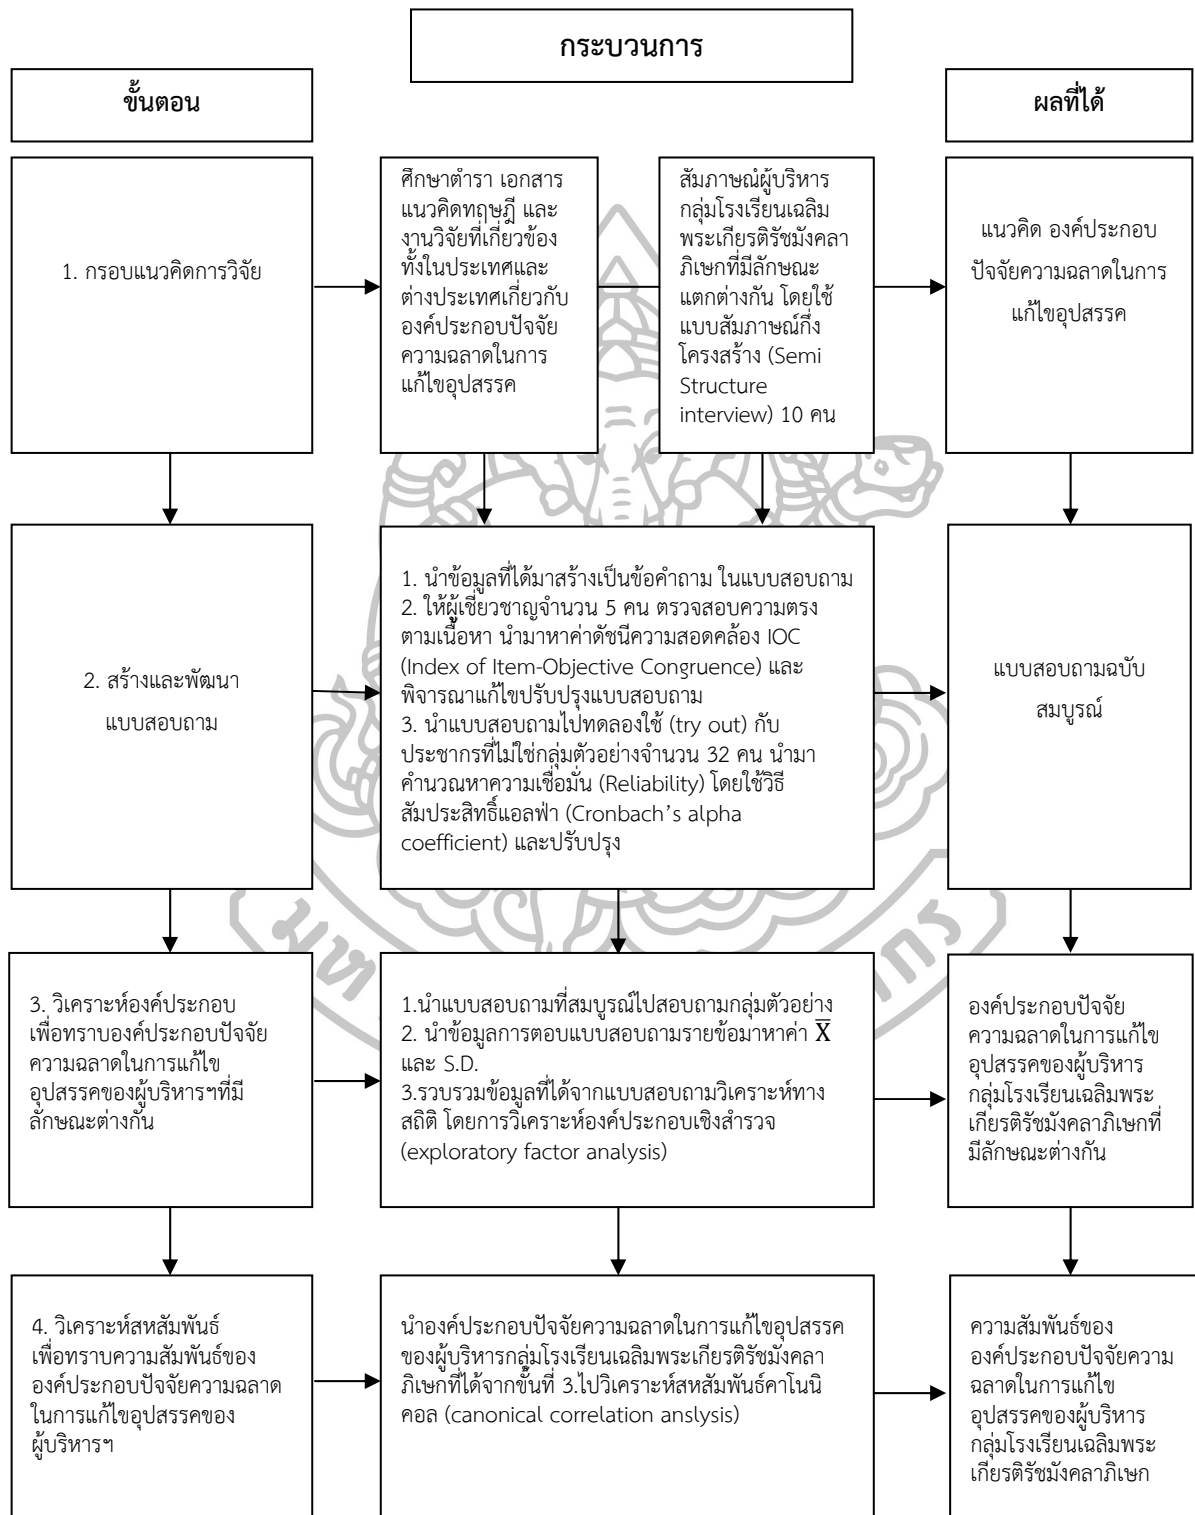 กระบวนการ
ขั้นตอน
ผลที่ได้
1. กรอบแนวคิดการวิจัย
ศึกษาตำรา เอกสาร
แนวคิดทฤษฎี และ
งานวิจัยที่เกี่ยวข้อง
ทั้งในประเทศและ
ต่างประเทศเกี่ยวกับ
องค์ประกอบปัจจัย
ความฉลาดในการ
แก้ไขอุปสรรค
สัมภาษณ์ผู้บริหาร
กลุ่มโรงเรียนเฉลิม
พระเกียรติรัชมังคลา
ภิเษกที่มีลักษณะ
แตกต่างกัน โดยใช้
แบบสัมภาษณ์กึ่ง
โครงสร้าง (Semi
Structure
interview) 10 คน
แนวคิด องค์ประกอบ
ปัจจัยความฉลาดในการ
แก้ไขอุปสรรค
2. สร้างและพัฒนา
แบบสอบถาม
1. นำข้อมูลที่ได้มาสร้างเป็นข้อคำถาม ในแบบสอบถาม
2. ให้ผู้เชี่ยวชาญจำนวน 5 คน ตรวจสอบความตรง
ตามเนื้อหา นำมาหาค่าดัชนีความสอดคล้อง IOC
(Index of Item-Objective Congruence) และ
พิจารณาแก้ไขปรับปรุงแบบสอบถาม
3. นำแบบสอบถามไปทดลองใช้ (try out) กับ
ประชากรที่ไม่ใช่กลุ่มตัวอย่างจำนวน 32 คน นำมา
คำนวณหาความเชื่อมั่น (Reliability) โดยใช้วิธี
สัมประสิทธิ์แอลฟ่า (Cronbach’s alpha
coefficient) และปรับปรุง
แบบสอบถามฉบับ
สมบูรณ์
3. วิเคราะห์องค์ประกอบ
เพื่อทราบองค์ประกอบปัจจัย
ความฉลาดในการแก้ไข
อุปสรรคของผู้บริหารฯที่มี
ลักษณะต่างกัน
1.นำแบบสอบถามที่สมบูรณ์ไปสอบถามกลุ่มตัวอย่าง
2. นำข้อมูลการตอบแบบสอบถามรายข้อมาหาค่า X̅
และ S.D.
3.รวบรวมข้อมูลที่ได้จากแบบสอบถามวิเคราะห์ทาง
สถิติ โดยการวิเคราะห์องค์ประกอบเชิงสำรวจ
(exploratory factor analysis)
องค์ประกอบปัจจัย
ความฉลาดในการแก้ไข
อุปสรรคของผู้บริหาร
กลุ่มโรงเรียนเฉลิมพระ
เกียรติรัชมังคลาภิเษกที่
มีลักษณะต่างกัน
4. วิเคราะห์สหสัมพันธ์
เพื่อทราบความสัมพันธ์ของ
องค์ประกอบปัจจัยความฉลาด
ในการแก้ไขอุปสรรคของ
ผู้บริหารฯ
นำองค์ประกอบปัจจัยความฉลาดในการแก้ไขอุปสรรค
ของผู้บริหารกลุ่มโรงเรียนเฉลิมพระเกียรติรัชมังคลา
ภิเษกที่ได้จากขั้นที่ 3.ไปวิเคราะห์สหสัมพันธ์คาโนนิ
คอล (canonical correlation anslysis)
ความสัมพันธ์ของ
องค์ประกอบปัจจัยความ
ฉลาดในการแก้ไข
อุปสรรคของผู้บริหาร
กลุ่มโรงเรียนเฉลิมพระ
เกียรติรัชมังคลาภิเษก